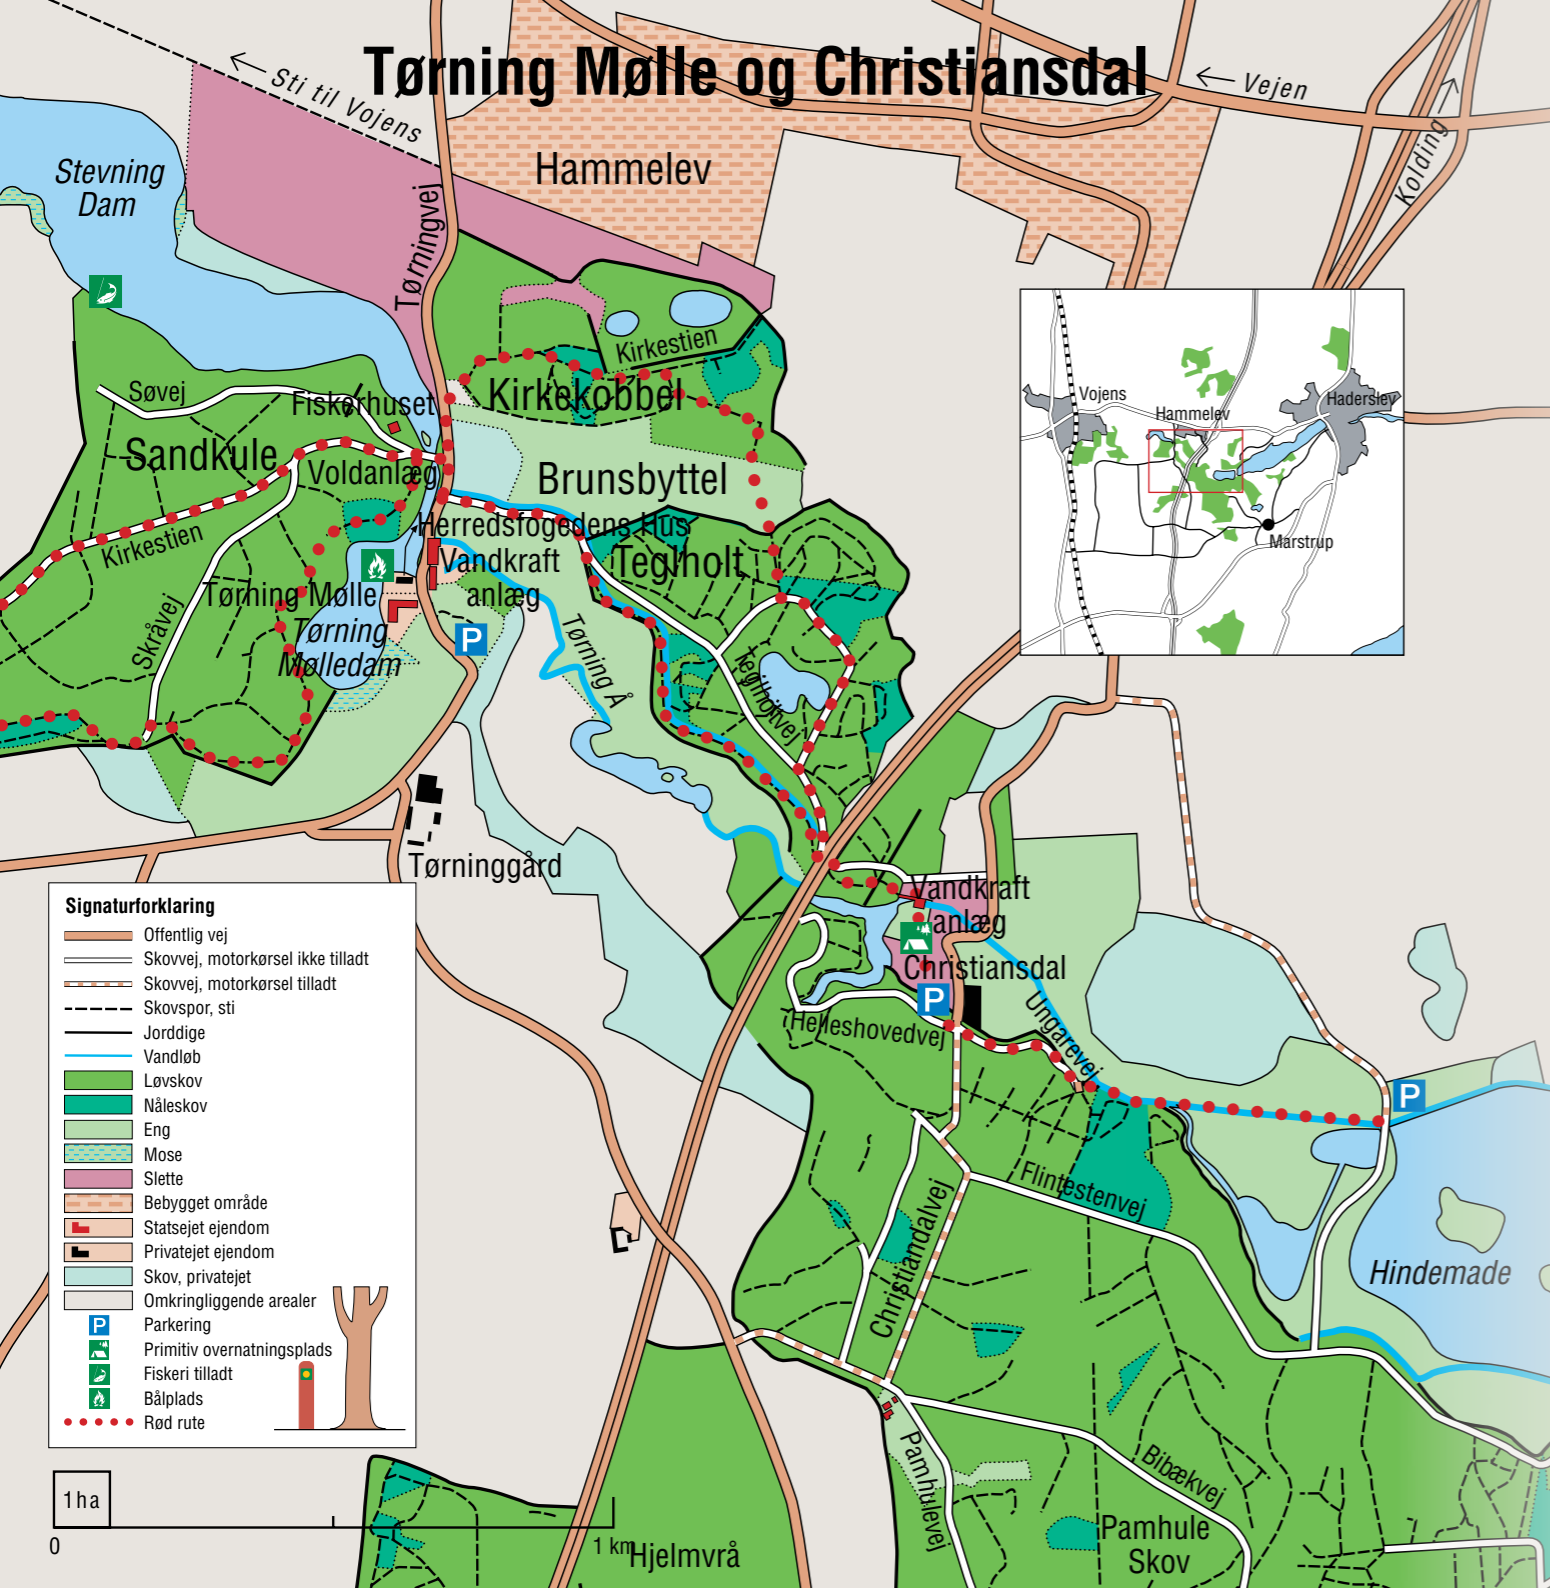 Tørning Mølle og Christiansdal
Vejen
Kolding
Sti til Vojens
Hammelev
Stevning
Dam
Tørningvej
Kirkestien
Kirkekobbel
Søvej
Fiskerhuset
Sandkule
Voldanlæg
Brunsbyttel
Kirkestien
Herredsfogedens Hus
Vandkraft
anlæg
Teglholt
Tørning Mølle
Tørning
Mølledam
Skråvej
P
Tørning Å
Teglholtvej
Vojens
Hammelev
Haderslev
Marstrup
Tørninggård
Vandkraft
anlæg
Christiansdal
P
Helleshovedvej
Ungarevej
P
Flintestenvej
Christiandalvej
Hindemade
Pamhulevej
Bibækvej
Pamhule
Skov
Hjelmvrå
Signaturforklaring
Offentlig vej
Skovvej, motorkørsel ikke tilladt
Skovvej, motorkørsel tilladt
Skovspor, sti
Jorddige
Vandløb
Løvskov
Nåleskov
Eng
Mose
Slette
Bebygget område
Statsejet ejendom
Privatejet ejendom
Skov, privatejet
Omkringliggende arealer
P Parkering
Primitiv overnatningsplads
Fiskeri tilladt
Bålplads
Rød rute
1 ha
0
1 km